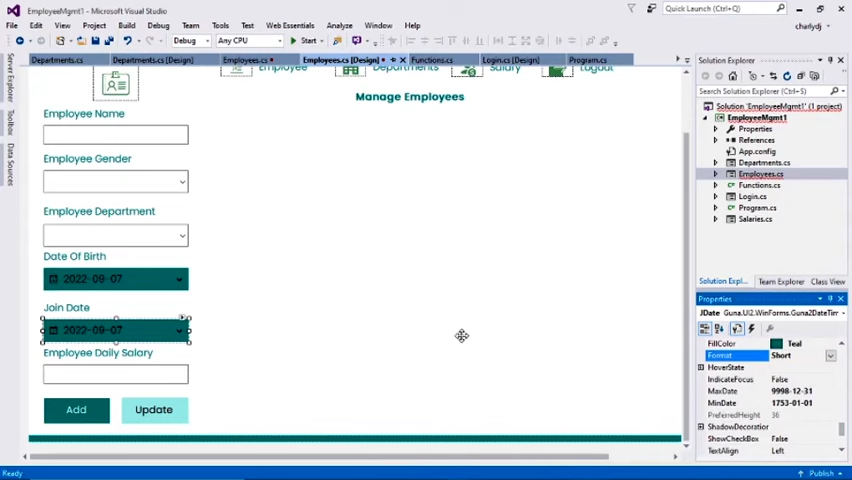 EmployeeMgmt1 - Microsoft Visual Studio
Quick Launch (Ctrl+Q)
File Edit View Project Build Debug Team Tools Test Web Essentials Analyze Window Help
charlydj
Debug Any CPU Start
Departments.cs Departments.cs [Design] Employees.cs Employees.cs [Design] Functions.cs Login.cs [Design] Program.cs
Employee Departments Salary Logout
Manage Employees
Employee Name
Employee Gender
Employee Department
Date Of Birth
2022-09-07
Join Date
2022-09-07
Employee Daily Salary
Add Update
Server Explorer
Toolbox
Data Sources
Solution Explorer
Search Solution Explorer (Ctrl+;)
Solution 'EmployeeMgmt1' (1 project)
EmployeeMgmt1
Properties
References
App.config
Departments.cs
Employees.cs
Functions.cs
Login.cs
Program.cs
Salaries.cs
Solution Expl... Team Explorer Class View
Properties
JDate Guna.UI2.WinForms.Guna2DateTim
FillColor Teal
Format Short
HoverState
IndicateFocus False
MaxDate 9998-12-31
MinDate 1753-01-01
PreferredHeight 36
ShadowDecoration
ShowCheckBox False
TextAlign Left
Ready
Publish